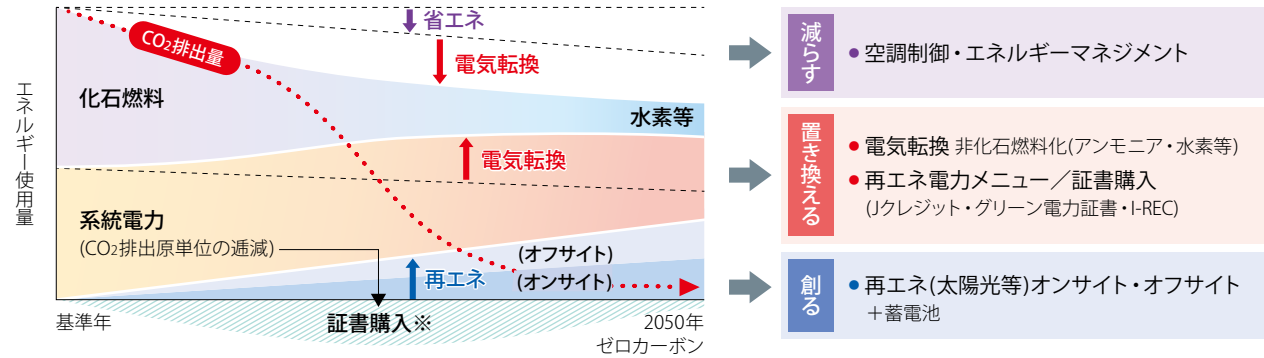 エネルギー使用量
CO2排出量
省エネ
電気転換
化石燃料
水素等
電気転換
系統電力
(CO2排出原単位の逓減)
(オフサイト)
再エネ
(オンサイト)
基準年
証書購入※
2050年
ゼロカーボン
減らす
●空調制御・エネルギーマネジメント
置き換える
●電気転換 非化石燃料化(アンモニア・水素等)
●再エネ電力メニュー／証書購入
(Jクレジット・グリーン電力証書・I-REC)
創る
●再エネ(太陽光等)オンサイト・オフサイト
＋蓄電池